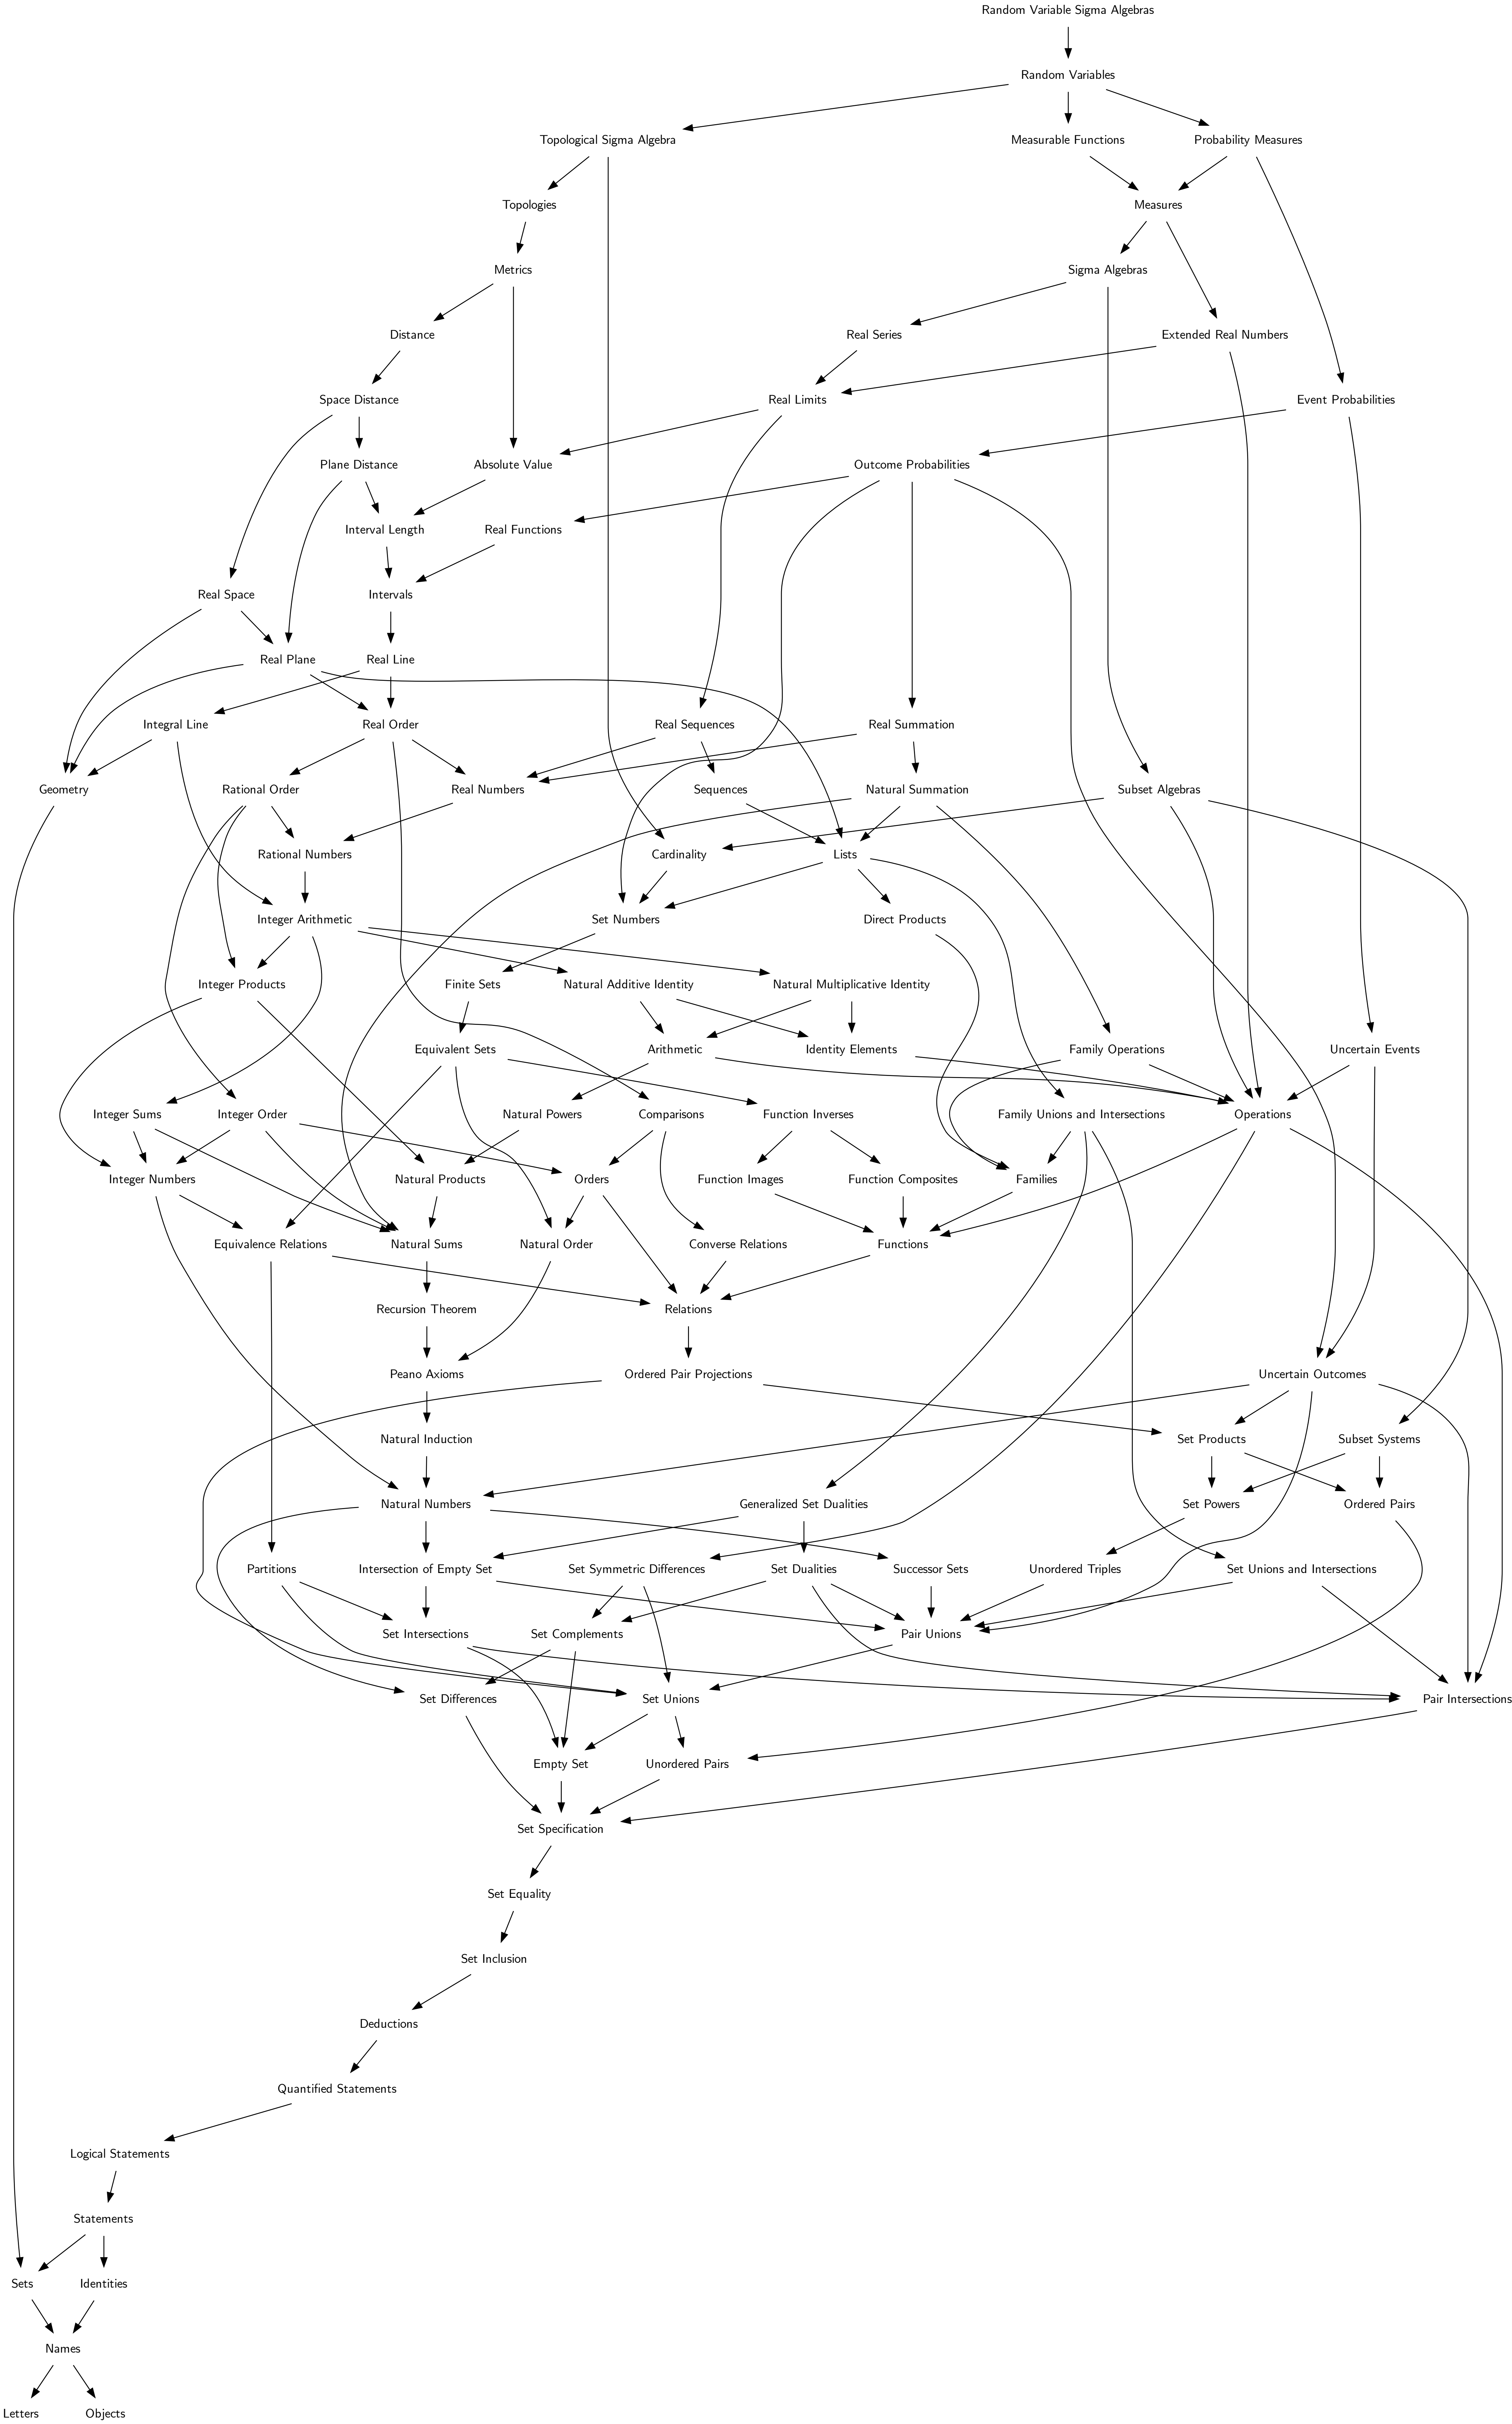 Random Variable Sigma Algebras
Random Variables
Topological Sigma Algebra
Measurable Functions
Probability Measures
Topologies
Measures
Metrics
Sigma Algebras
Distance
Real Series
Extended Real Numbers
Space Distance
Real Limits
Event Probabilities
Plane Distance
Absolute Value
Outcome Probabilities
Interval Length
Real Functions
Real Space
Intervals
Real Plane
Real Line
Integral Line
Real Order
Real Sequences
Real Summation
Geometry
Rational Order
Real Numbers
Sequences
Natural Summation
Subset Algebras
Rational Numbers
Cardinality
Lists
Integer Arithmetic
Set Numbers
Direct Products
Integer Products
Finite Sets
Natural Additive Identity
Natural Multiplicative Identity
Equivalent Sets
Arithmetic
Identity Elements
Family Operations
Uncertain Events
Integer Sums
Integer Order
Natural Powers
Comparisons
Function Inverses
Family Unions and Intersections
Operations
Integer Numbers
Natural Products
Orders
Function Images
Function Composites
Families
Equivalence Relations
Natural Sums
Natural Order
Converse Relations
Functions
Recursion Theorem
Relations
Peano Axioms
Ordered Pair Projections
Uncertain Outcomes
Natural Induction
Set Products
Subset Systems
Natural Numbers
Generalized Set Dualities
Set Powers
Ordered Pairs
Partitions
Intersection of Empty Set
Set Symmetric Differences
Set Dualities
Successor Sets
Unordered Triples
Set Unions and Intersections
Set Intersections
Set Complements
Pair Unions
Set Differences
Set Unions
Pair Intersections
Empty Set
Unordered Pairs
Set Specification
Set Equality
Set Inclusion
Deductions
Quantified Statements
Logical Statements
Statements
Sets
Identities
Names
Letters
Objects